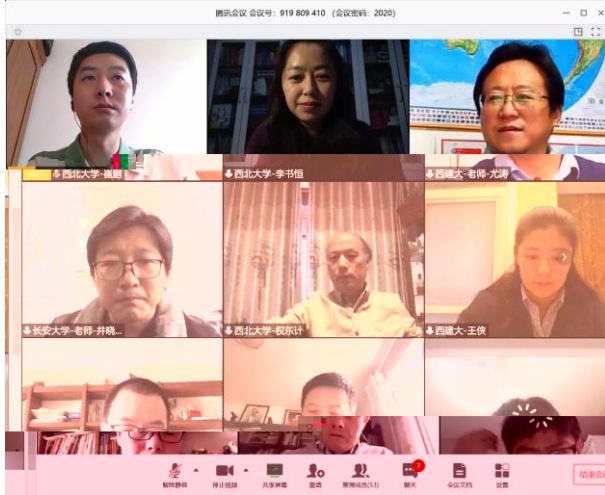 腾讯会议 会议号：919 809 410 （会议密码：2020）
西北大学-崔鹏
西北大学-李书恒
西建大-老师-尤涛
长安大学-老师-井晓...
西北大学-权东计
西建大-王侠
7
解除静音
停止视频
共享屏幕
邀请
管理成员(53)
聊天
会议文档
设置
结束会议